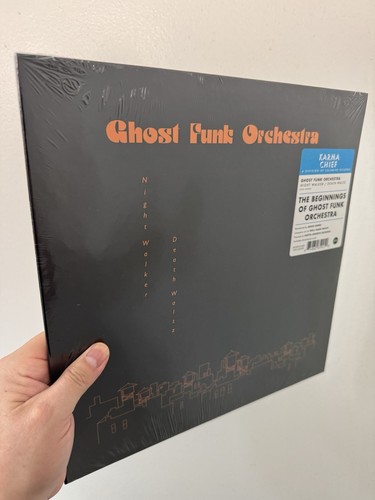 Ghost Funk Orchestra
Night Walker
Death Waltz
KARMA
CHIEF
GHOST FUNK ORCHESTRA
NIGHT WALKER / DEATH WALTZ
THE BEGINNINGS
OF GHOST FUNK
ORCHESTRA